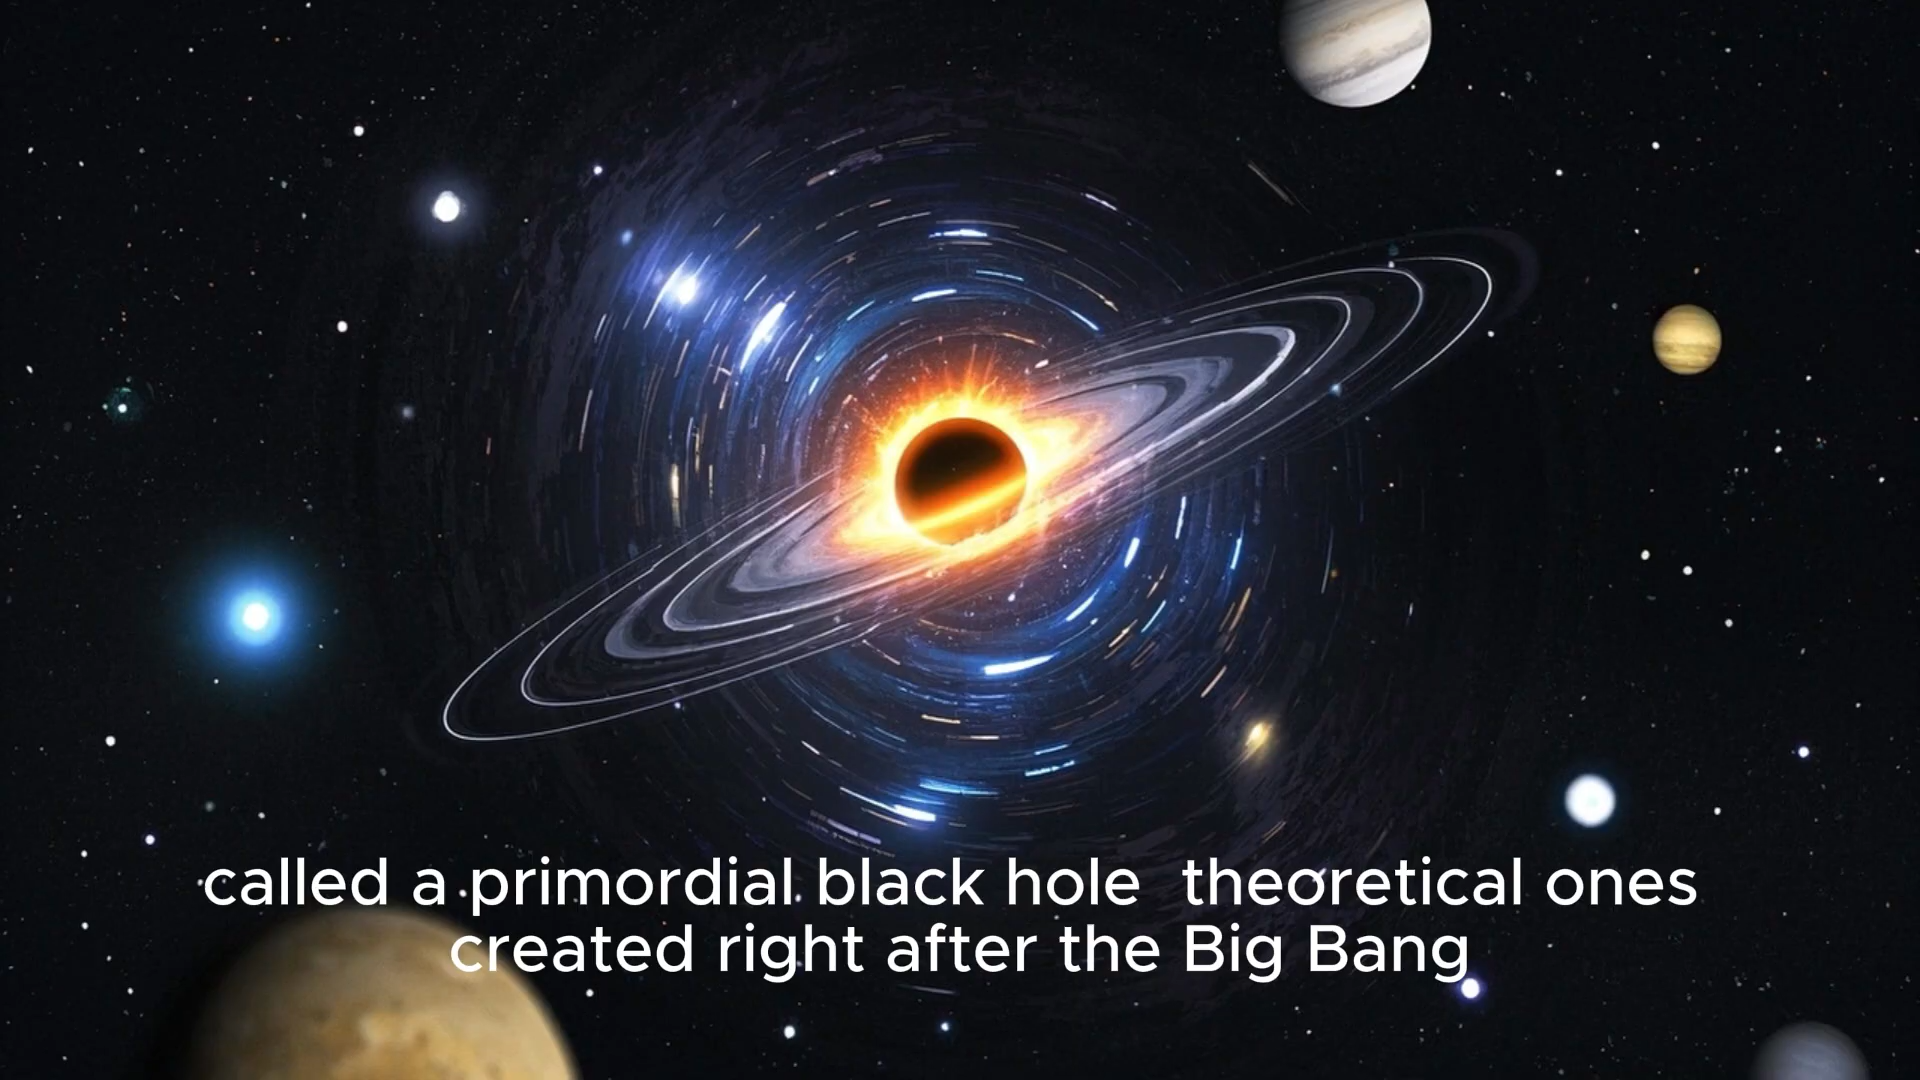 called a primordial black hole  theoretical ones
created right after the Big Bang